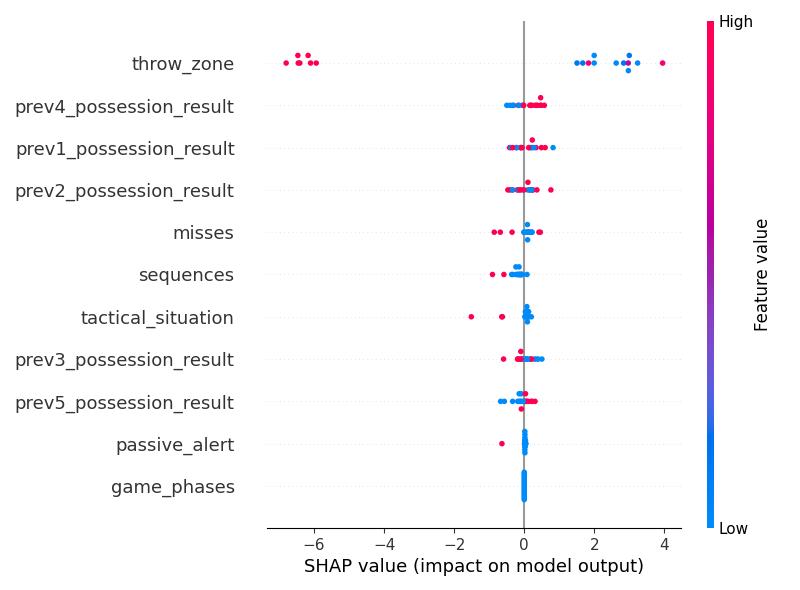 High
throw_zone
prev4_possession_result
prev1_possession_result
prev2_possession_result
misses
sequences
tactical_situation
prev3_possession_result
prev5_possession_result
passive_alert
game_phases
Feature value
Low
−6 −4 −2 0 2 4
SHAP value (impact on model output)